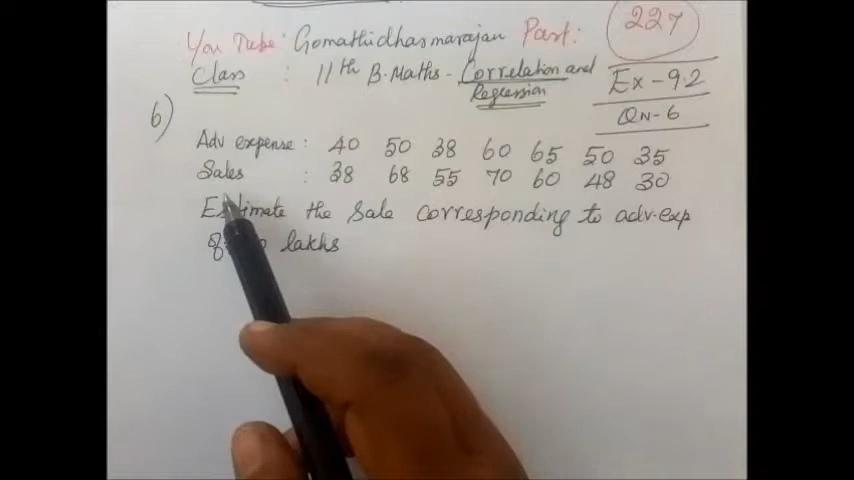 You Tube: Gomathidhasmarajan Part: 227
Class : 11th B.Maths - Correlation and Regression
Ex-9.2
QN-6
6)
Adv expense: 40 50 38 60 65 50 35
Sales : 38 68 55 70 60 48 30
Estimate the Sale corresponding to adv.exp
lakhs